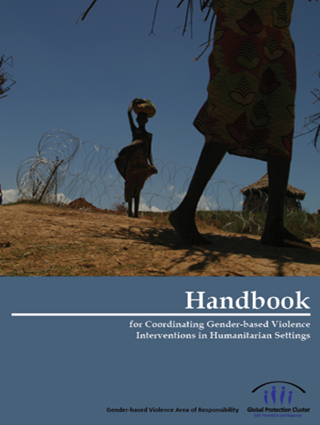 Handbook
for Coordinating Gender-based Violence
Interventions in Humanitarian Settings
Gender-based Violence Area of Responsibility
Global Protection Cluster